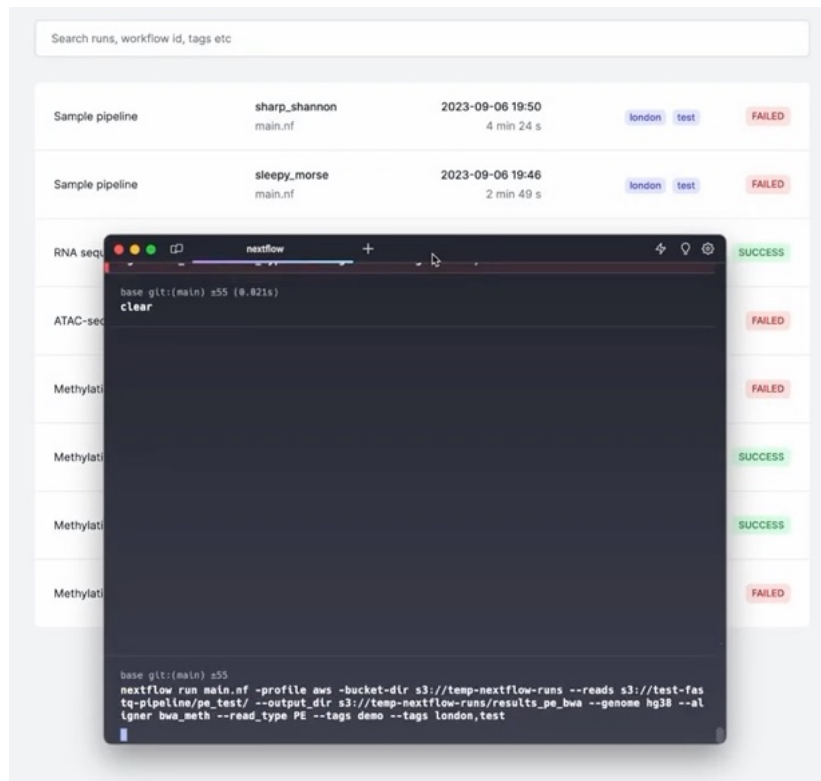 Search runs, workflow id, tags etc
Sample pipeline sharp_shannon 2023-09-06 19:50 london test FAILED
main.nf 4 min 24 s
Sample pipeline sleepy_morse 2023-09-06 19:46 london test FAILED
main.nf 2 min 49 s
RNA sequ SUCCESS
nextflow
base git:(main) ±55 (0.021s)
clear
ATAC-sec FAILED
Methylati FAILED
Methylati SUCCESS
Methylati SUCCESS
Methylati FAILED
base git:(main) ±55
nextflow run main.nf -profile aws -bucket-dir s3://temp-nextflow-runs --reads s3://test-fas
tq-pipeline/pe_test/ --output_dir s3://temp-nextflow-runs/results_pe_bwa --genome hg38 --al
igner bwa_meth --read_type PE --tags demo --tags london,test